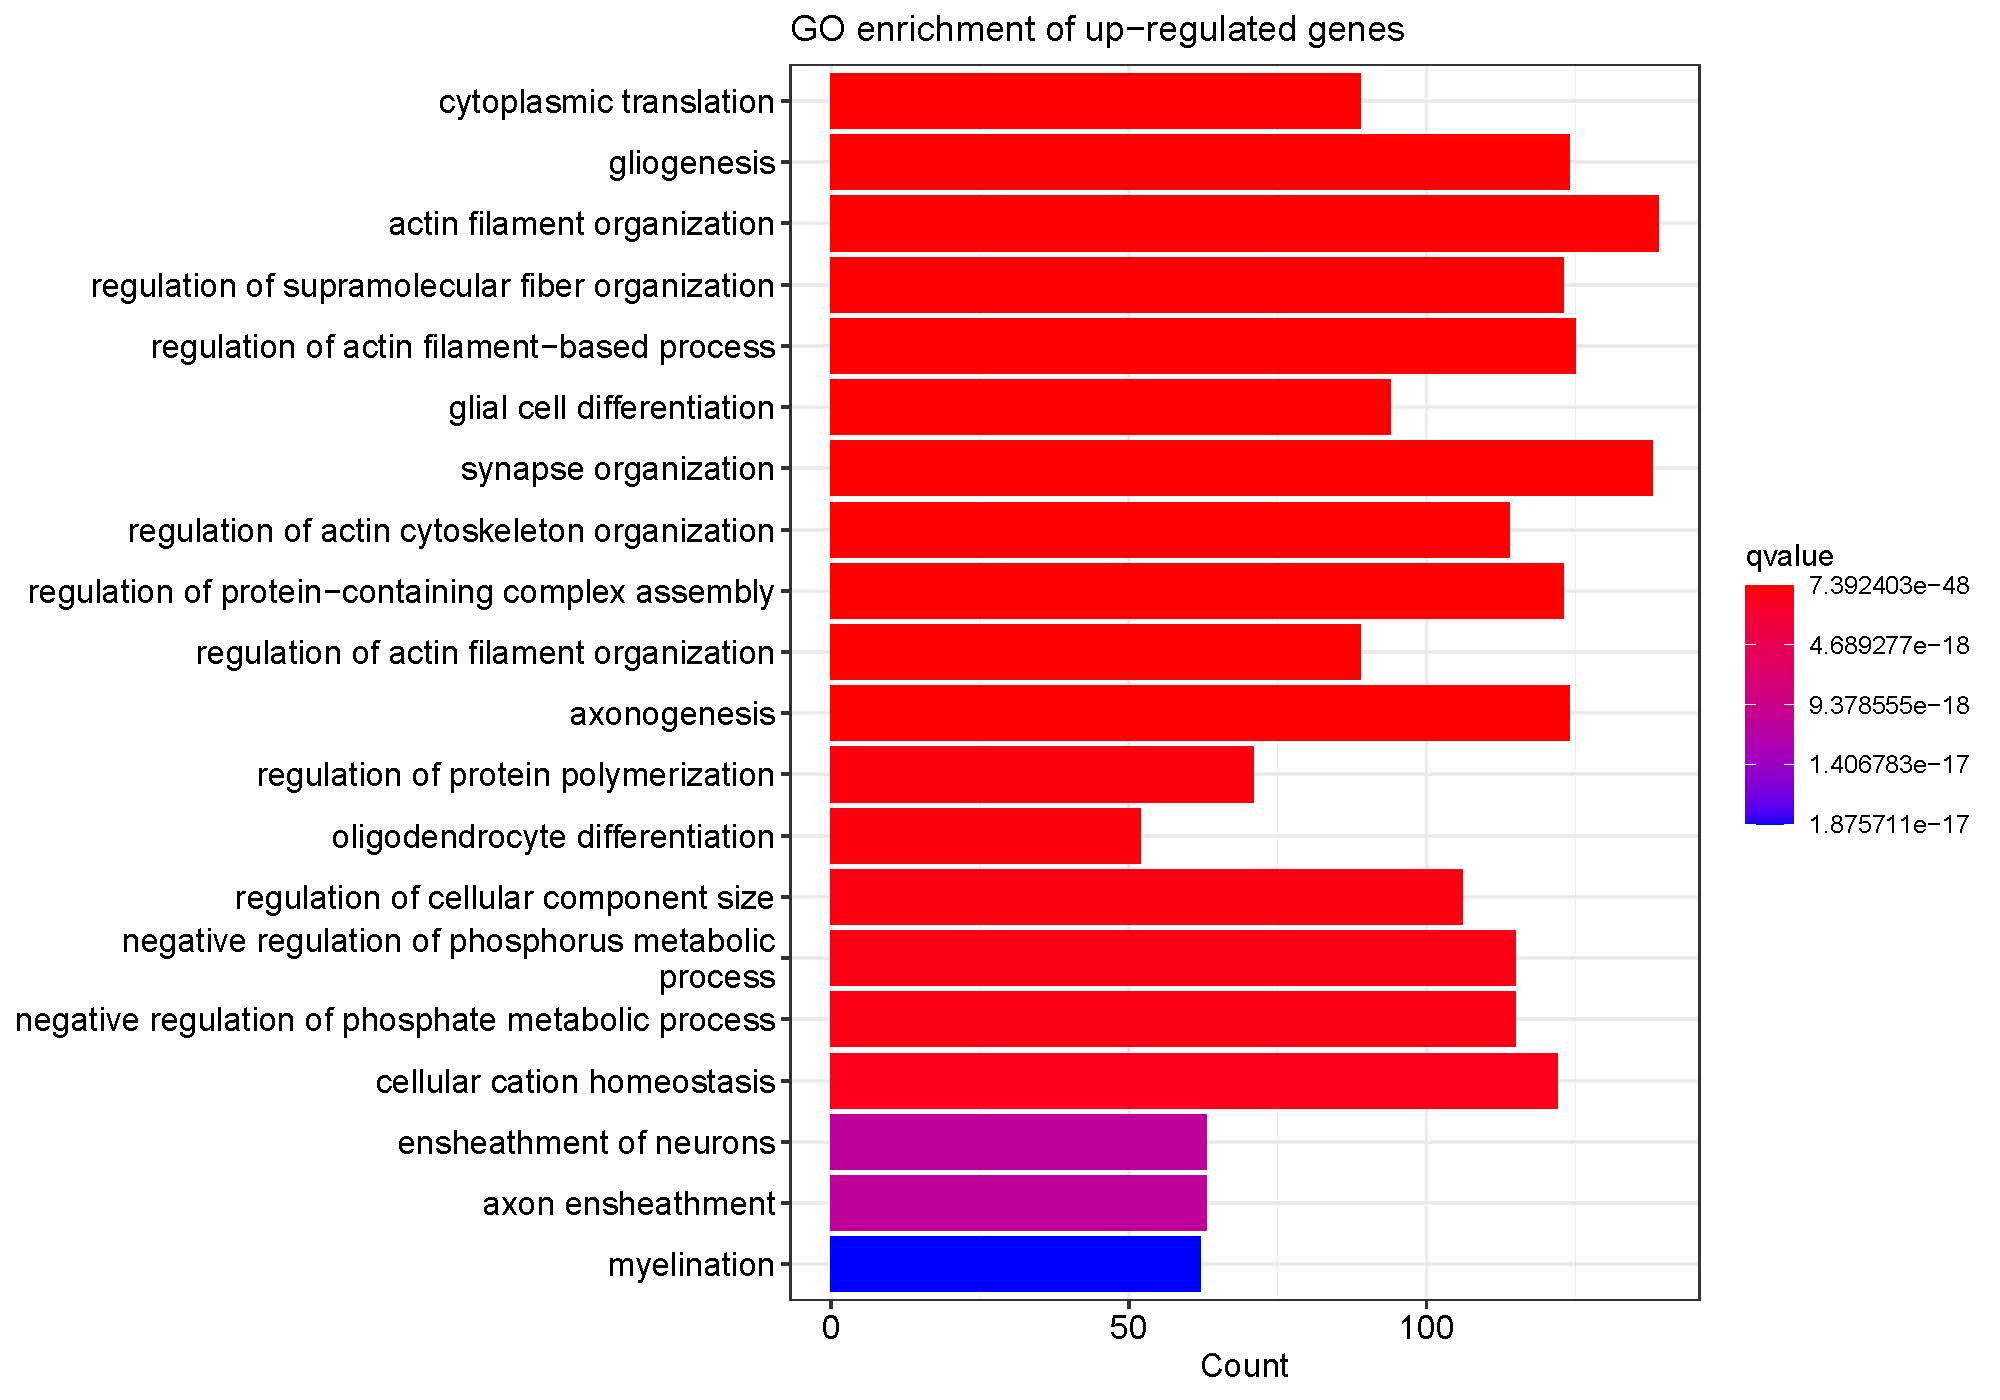 GO enrichment of up−regulated genes
cytoplasmic translation
gliogenesis
actin filament organization
regulation of supramolecular fiber organization
regulation of actin filament−based process
glial cell differentiation
synapse organization
regulation of actin cytoskeleton organization
regulation of protein−containing complex assembly
regulation of actin filament organization
axonogenesis
regulation of protein polymerization
oligodendrocyte differentiation
regulation of cellular component size
negative regulation of phosphorus metabolic
process
negative regulation of phosphate metabolic process
cellular cation homeostasis
ensheathment of neurons
axon ensheathment
myelination
0 50 100
Count
qvalue
7.392403e−48
4.689277e−18
9.378555e−18
1.406783e−17
1.875711e−17